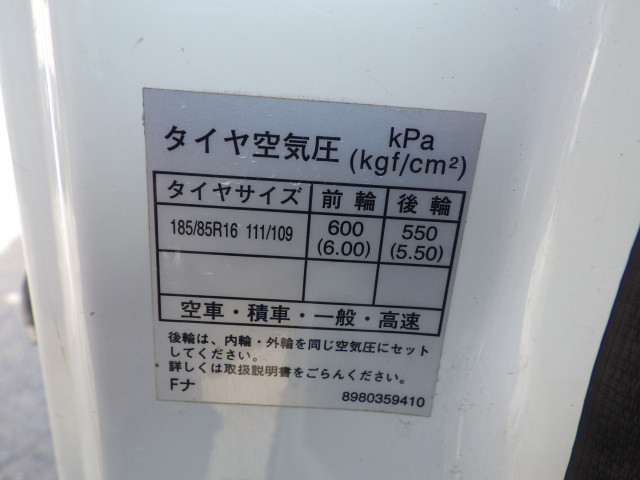 タイヤ空気圧 kPa
(kgf/cm²)
タイヤサイズ 前輪 後輪
185/85R16 111/109 600 550
(6.00) (5.50)
空車・積車・一般・高速
後輪は、内輪・外輪を同じ空気圧にセット
してください。
詳しくは取扱説明書をごらんください。
Fナ 8980359410